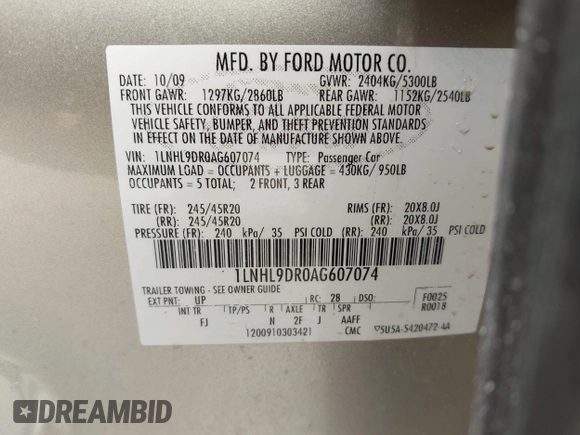 MFD. BY FORD MOTOR CO.
DATE: 10/09 GVWR: 2404KG/5300LB
FRONT GAWR: 1297KG/2860LB REAR GAWR: 1152KG/2540LB
THIS VEHICLE CONFORMS TO ALL APPLICABLE FEDERAL MOTOR
VEHICLE SAFETY, BUMPER, AND THEFT PREVENTION STANDARDS
IN EFFECT ON THE DATE OF MANUFACTURE SHOWN ABOVE.
VIN: 1LNHL9DR0AG607074 TYPE: Passenger Car
MAXIMUM LOAD = OCCUPANTS + LUGGAGE = 430KG/950LB
OCCUPANTS = 5 TOTAL; 2 FRONT, 3 REAR
TIRE (FR): 245/45R20 RIMS (FR): 20X8.0J
(RR): 245/45R20 (RR): 20X8.0J
PRESSURE (FR): 240 kPa/ 35 PSI COLD (RR): 240 kPa/ 35 PSI COLD
1LNHL9DR0AG607074
TRAILER TOWING - SEE OWNER GUIDE
EXT PNT: UP RC: 28 DSO: F0025
R0018
INT TR TP/PS R AXLE TR SPR
FJ N 2F J AAFF
1200910303421 CMC 5U5A-5420472-AA
DREAMBID